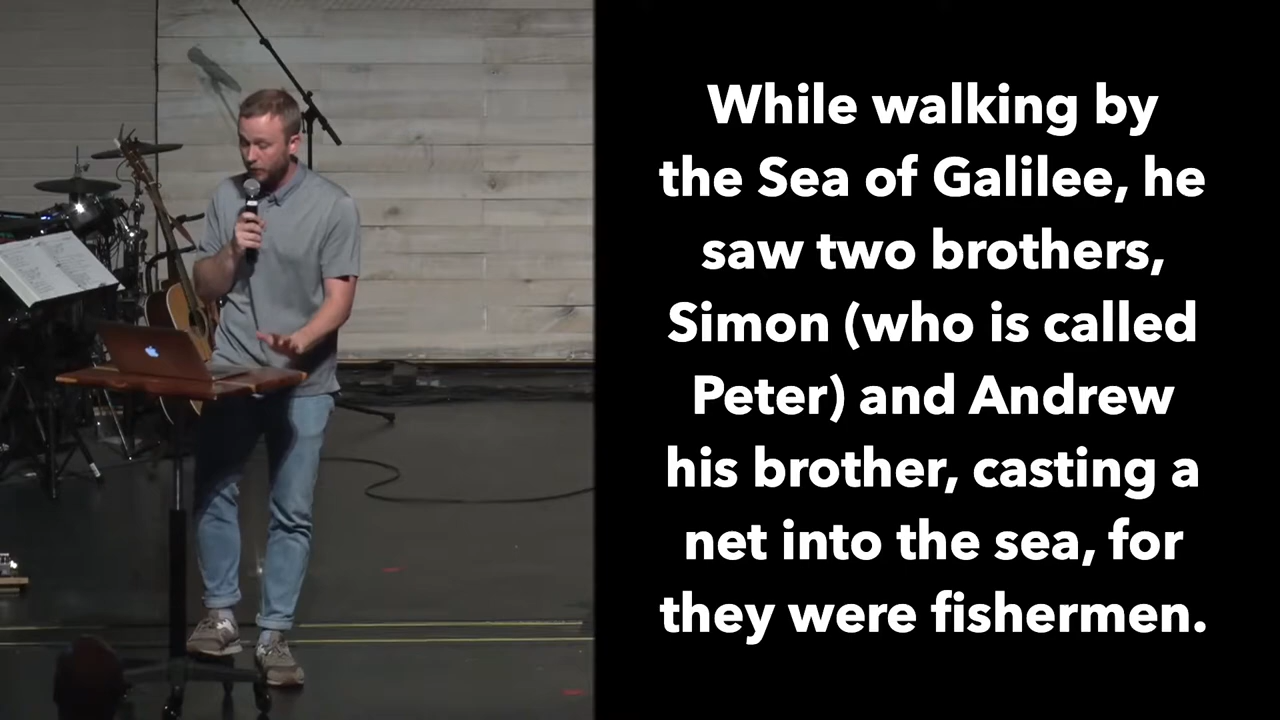 While walking by
the Sea of Galilee, he
saw two brothers,
Simon (who is called
Peter) and Andrew
his brother, casting a
net into the sea, for
they were fishermen.